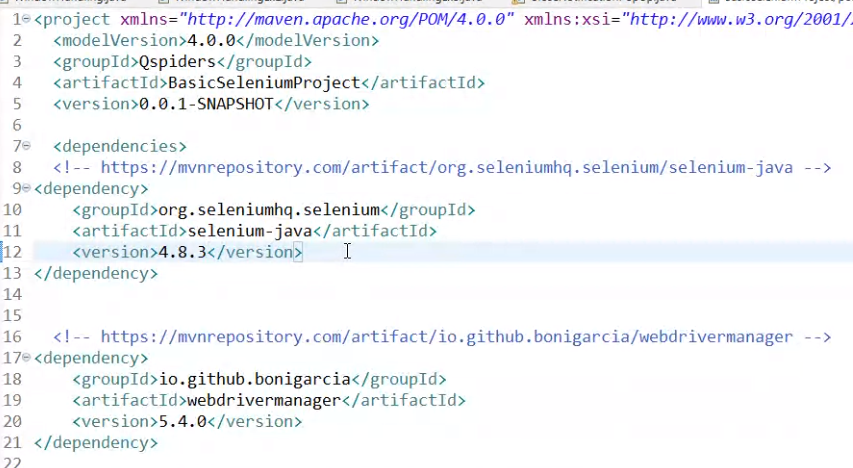 1 <project xmlns="http://maven.apache.org/POM/4.0.0" xmlns:xsi="http://www.w3.org/2001/
2 <modelVersion>4.0.0</modelVersion>
3 <groupId>Qspiders</groupId>
4 <artifactId>BasicSeleniumProject</artifactId>
5 <version>0.0.1-SNAPSHOT</version>
6
7 <dependencies>
8 <!-- https://mvnrepository.com/artifact/org.seleniumhq.selenium/selenium-java -->
9 <dependency>
10 <groupId>org.seleniumhq.selenium</groupId>
11 <artifactId>selenium-java</artifactId>
12 <version>4.8.3</version>
13 </dependency>
14
15
16 <!-- https://mvnrepository.com/artifact/io.github.bonigarcia/webdrivermanager -->
17 <dependency>
18 <groupId>io.github.bonigarcia</groupId>
19 <artifactId>webdrivermanager</artifactId>
20 <version>5.4.0</version>
21 </dependency>
22